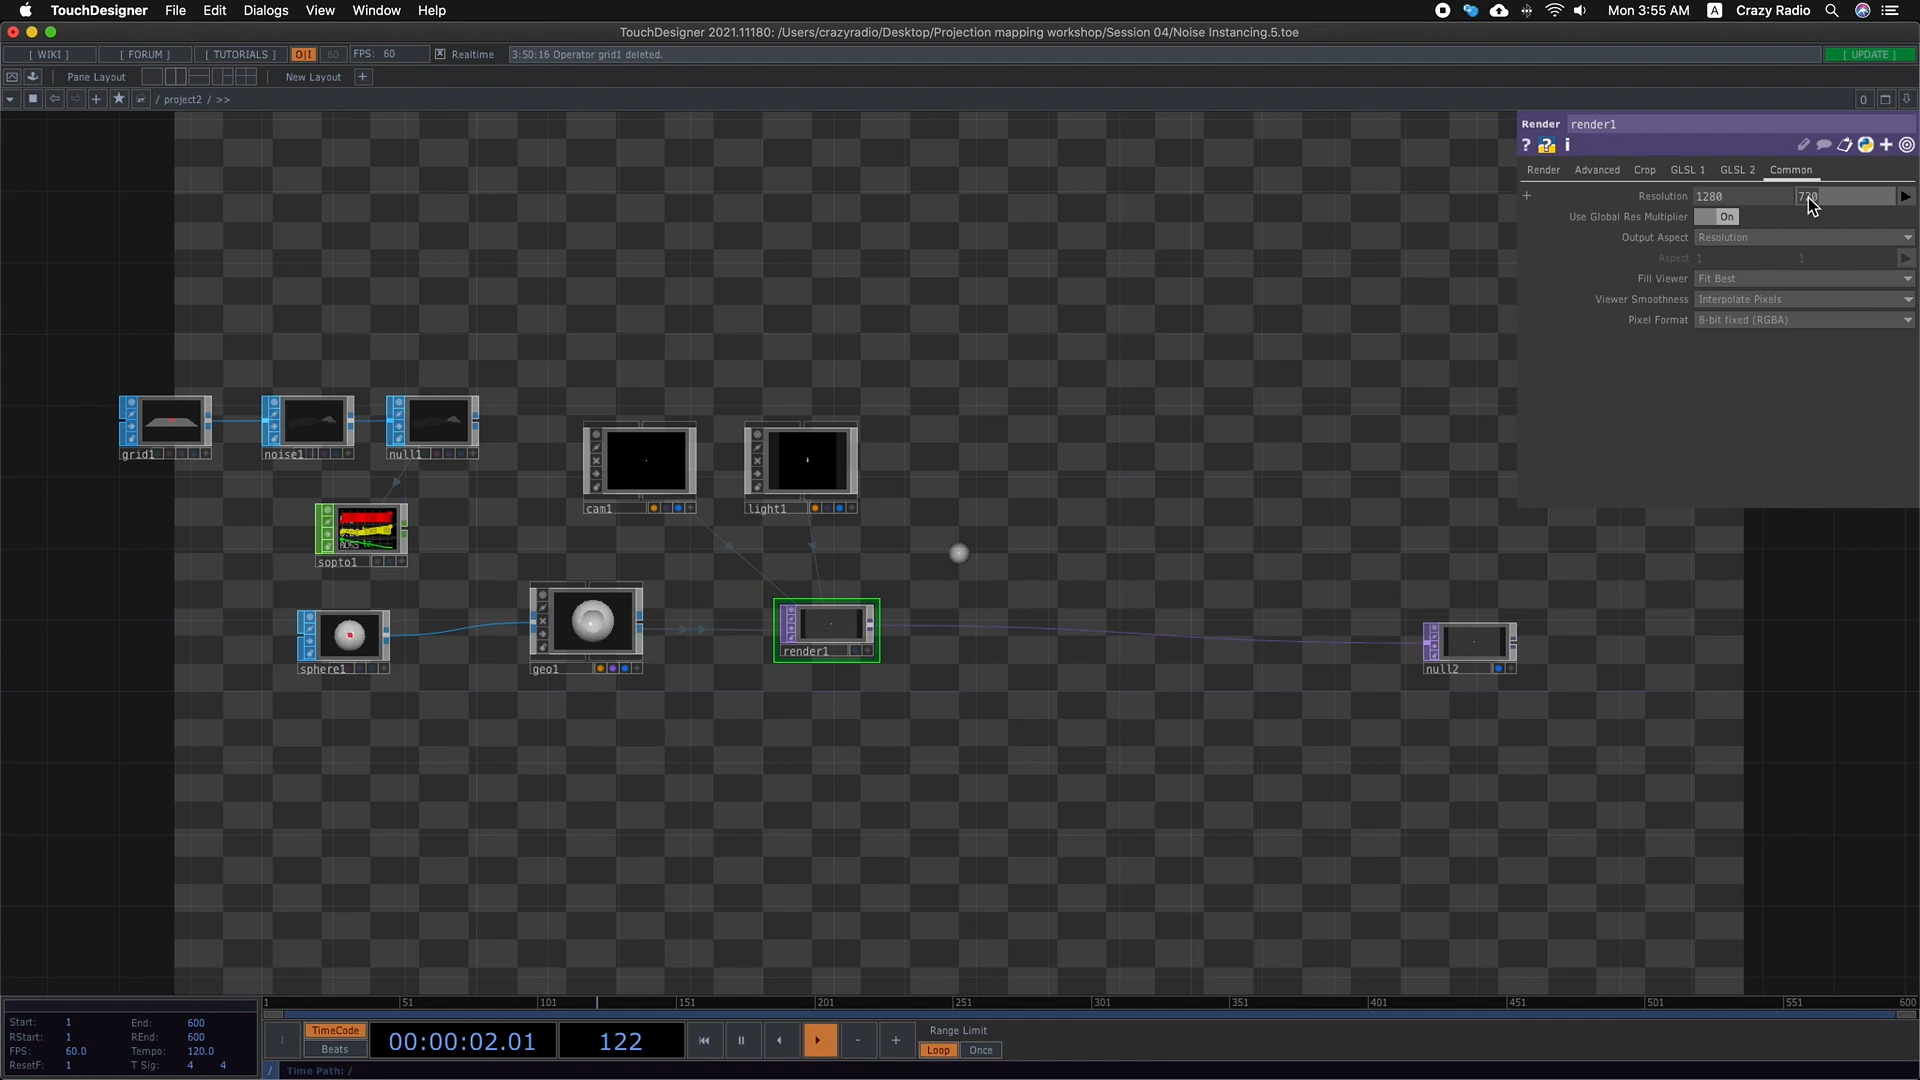 TouchDesigner File Edit Dialogs View Window Help Mon 3:55 AM A Crazy Radio
TouchDesigner 2021.11180: /Users/crazyradio/Desktop/Projection mapping workshop/Session 04/Noise Instancing.5.toe
[ WIKI ] [ FORUM ] [ TUTORIALS ] O|I 60 FPS: 60 Realtime 3:50:16 Operator grid1 deleted. [ UPDATE ]
Pane Layout New Layout +
/ project2 / >> 0
Render render1
? i
Render Advanced Crop GLSL 1 GLSL 2 Common
+ Resolution 1280 720
Use Global Res Multiplier On
Output Aspect Resolution
Aspect 1 1
Fill Viewer Fit Best
Viewer Smoothness Interpolate Pixels
Pixel Format 8-bit fixed (RGBA)
grid1 noise1 null1
cam1 light1
sopto1
render1
sphere1 geo1 null2
1 51 101 151 201 251 301 351 401 451 501 551 600
Start: 1 End: 600
RStart: 1 REnd: 600
FPS: 60.0 Tempo: 120.0
ResetF: 1 T Sig: 4 4
TimeCode
Beats
00:00:02.01 122
- +
Range Limit
Loop Once
/ Time Path: /